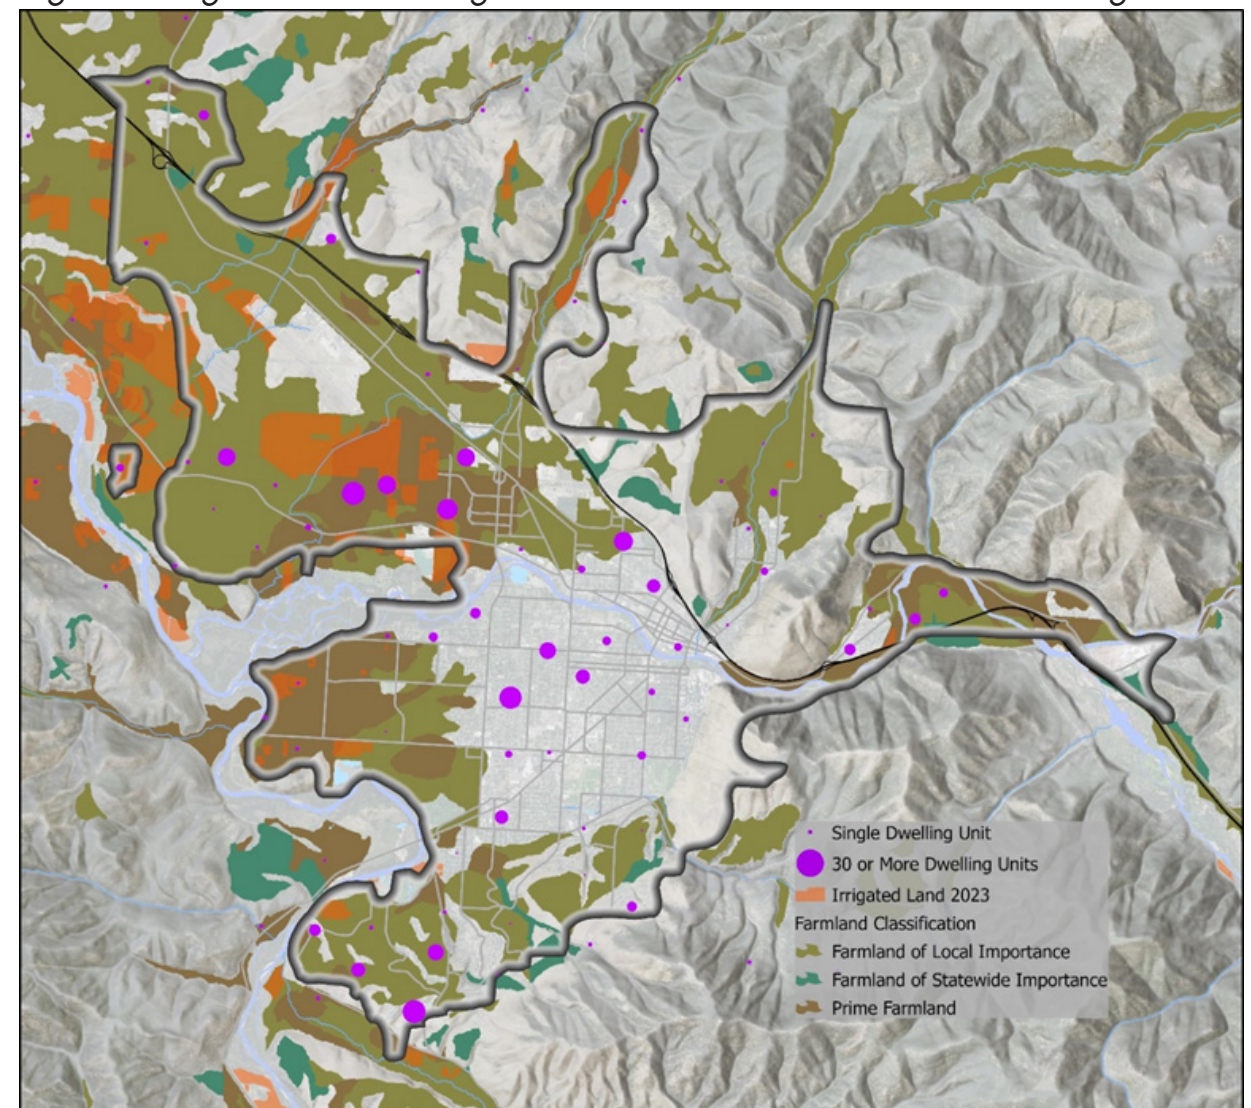 Single Dwelling Unit
30 or More Dwelling Units
Irrigated Land 2023
Farmland Classification
Farmland of Local Importance
Farmland of Statewide Importance
Prime Farmland